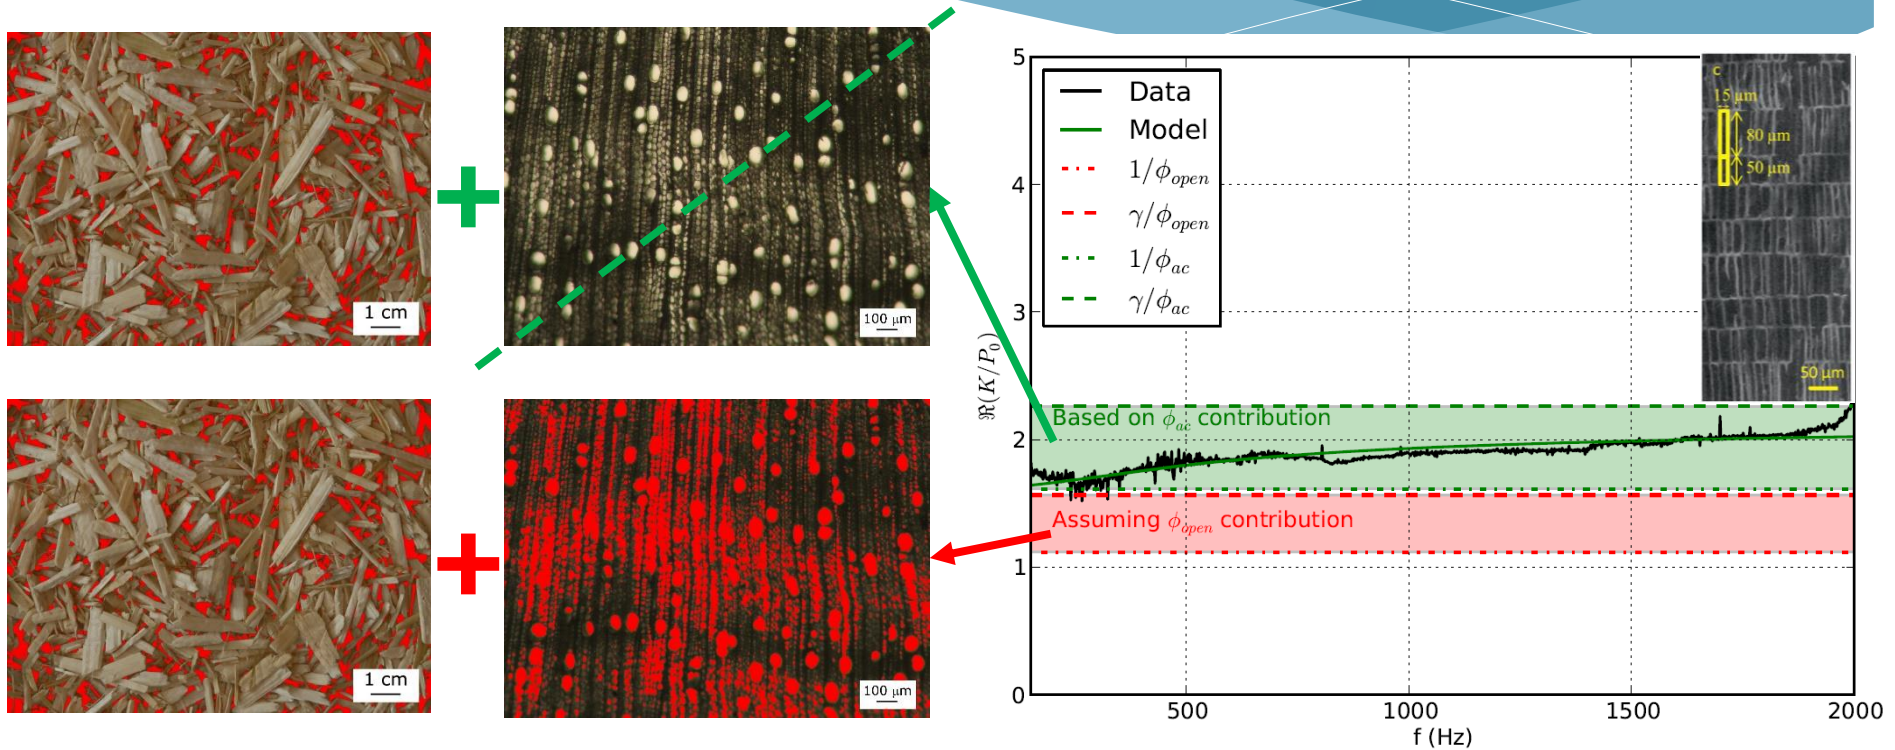 1 cm
100 μm
1 cm
100 μm
5
4
3
2
1
0
ℜ(K/P₀)
Data
Model
1/ϕ_open
γ/ϕ_open
1/ϕ_ac
γ/ϕ_ac
c
15 μm
80 μm
50 μm
50 μm
Based on ϕ_ac contribution
Assuming ϕ_open contribution
500
1000
1500
2000
f (Hz)